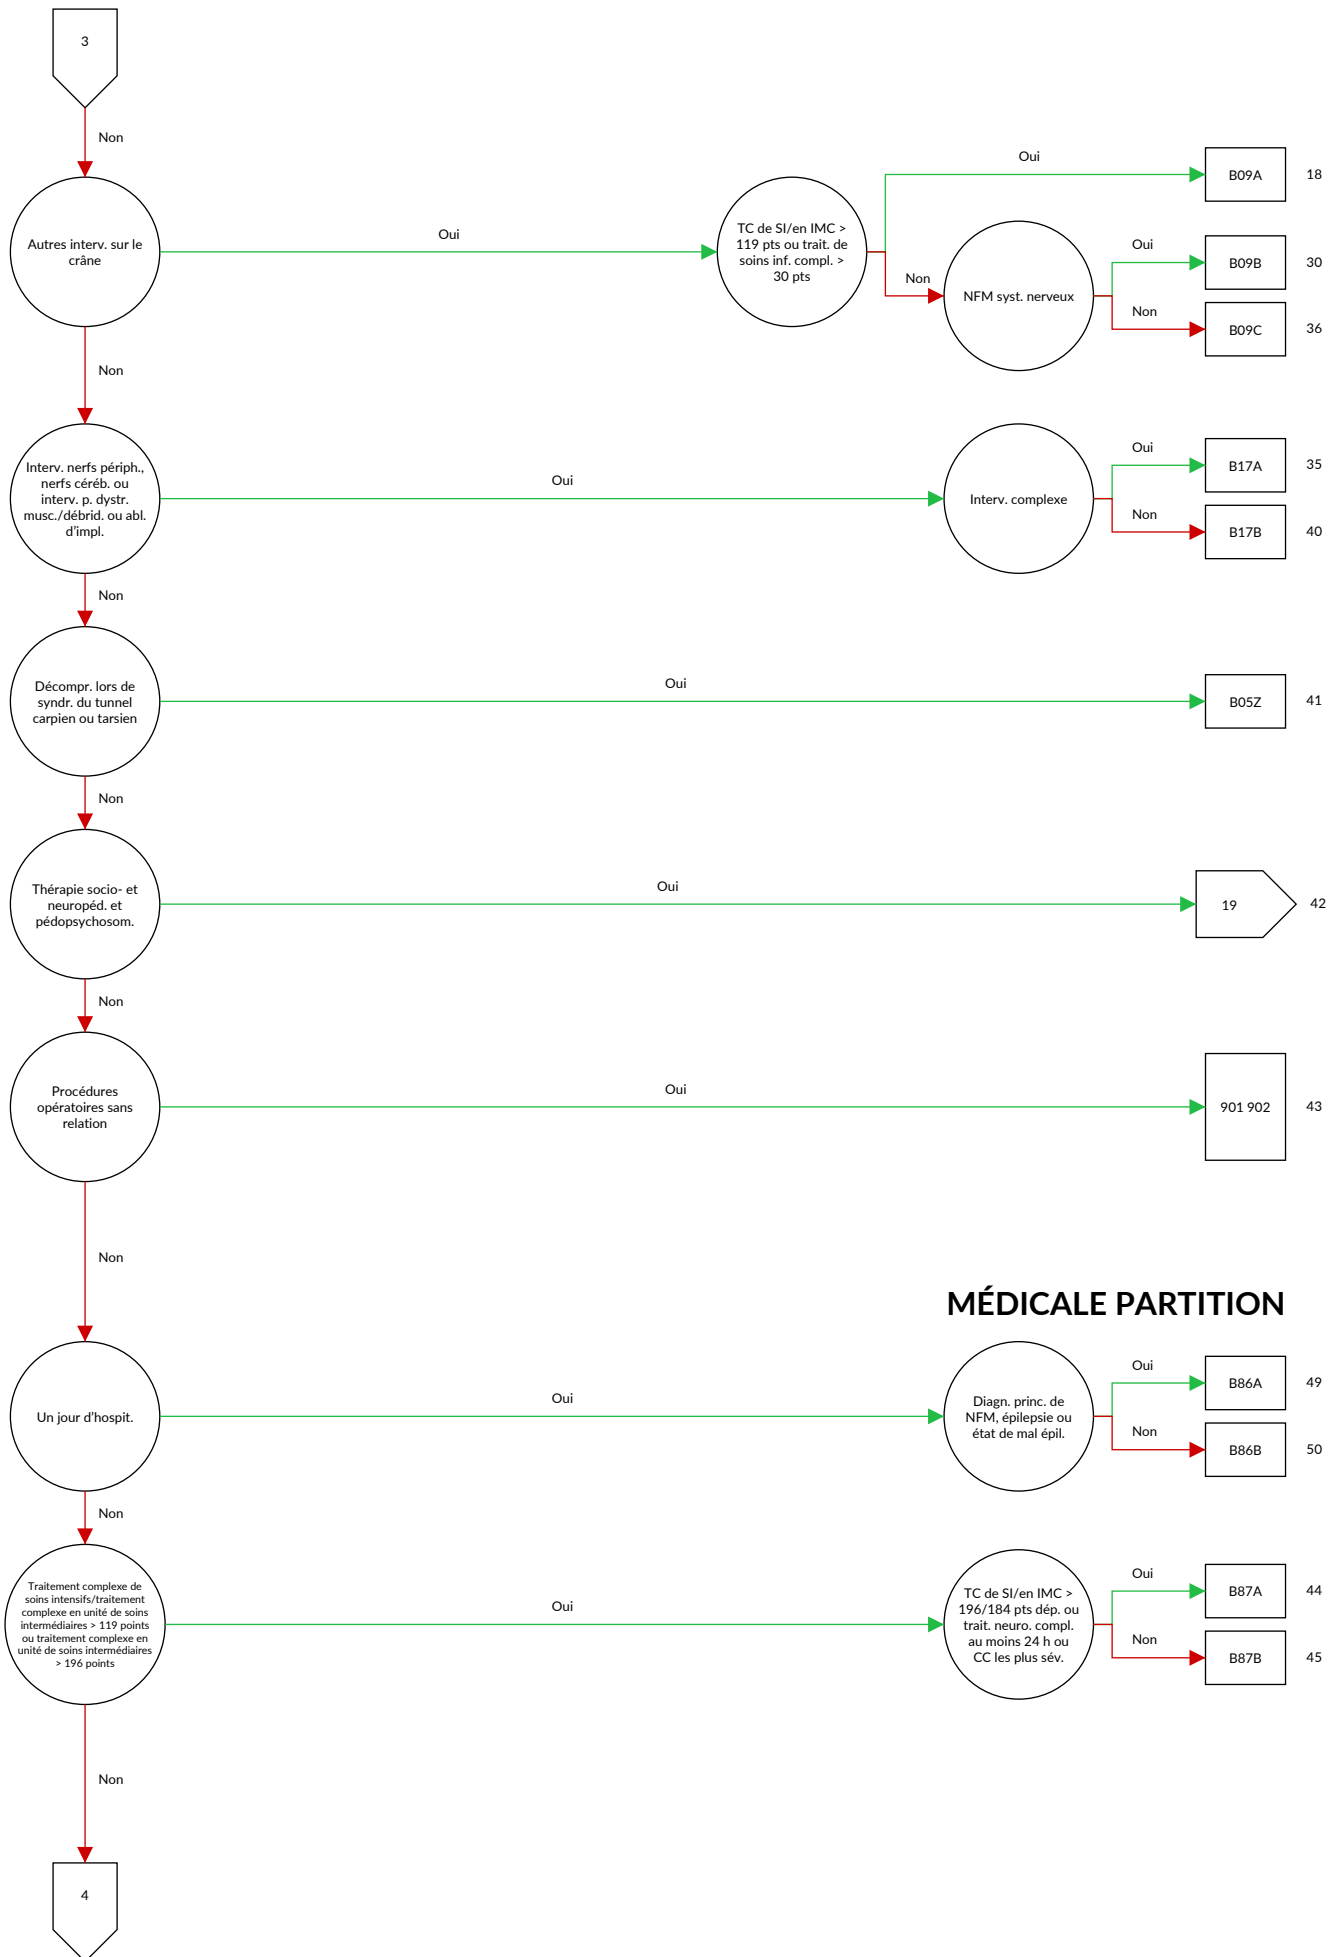 3
Non
Oui
B09A
18
Autres interv. sur le
crâne
Oui
TC de SI/en IMC >
119 pts ou trait. de
soins inf. compl. >
30 pts
Non
NFM syst. nerveux
Oui
B09B
30
Non
B09C
36
Non
Interv. nerfs périph.,
nerfs céréb. ou
interv. p. dystr.
musc./débrid. ou abl.
d'impl.
Oui
Interv. complexe
Oui
B17A
35
Non
B17B
40
Non
Décompr. lors de
syndr. du tunnel
carpien ou tarsien
Oui
B05Z
41
Non
Thérapie socio- et
neuropéd. et
pédopsychosom.
Oui
19
42
Non
Procédures
opératoires sans
relation
Oui
901 902
43
Non
MÉDICALE PARTITION
Un jour d'hospit.
Oui
Diagn. princ. de
NFM, épilepsie ou
état de mal épil.
Oui
B86A
49
Non
B86B
50
Non
Traitement complexe de
soins intensifs/traitement
complexe en unité de soins
intermédiaires > 119 points
ou traitement complexe en
unité de soins intermédiaires
> 196 points
Oui
TC de SI/en IMC >
196/184 pts dép. ou
trait. neuro. compl.
au moins 24 h ou
CC les plus sév.
Oui
B87A
44
Non
B87B
45
Non
4